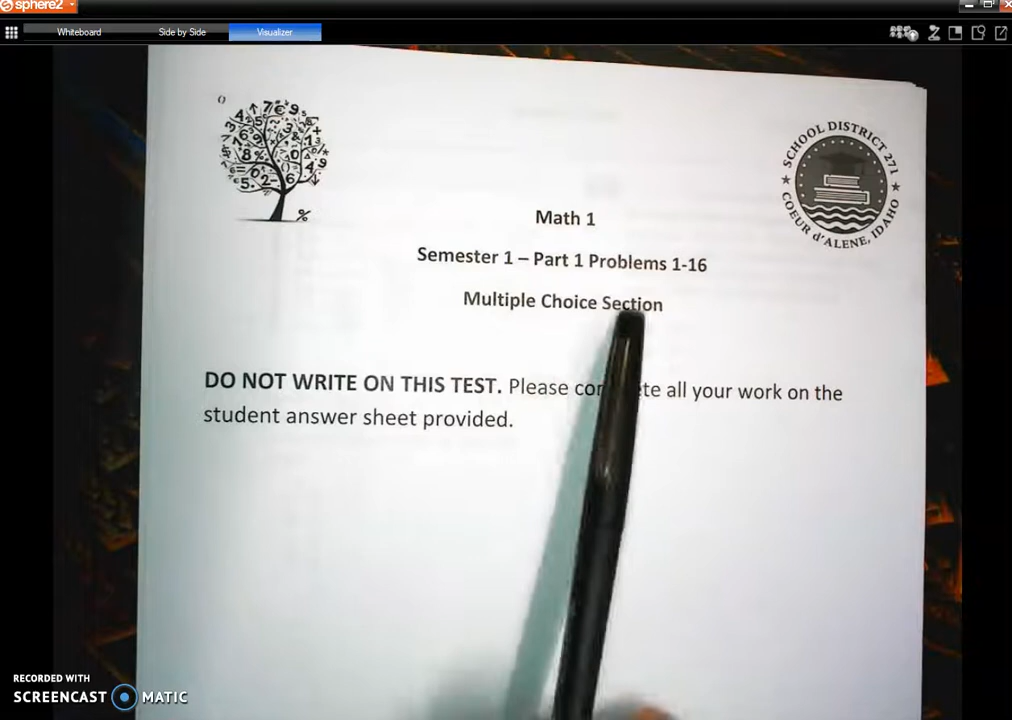 sphere2
Whiteboard
Side by Side
Visualizer
SCHOOL DISTRICT 271
COEUR d'ALENE, IDAHO
Math 1
Semester 1 – Part 1 Problems 1-16
Multiple Choice Section
DO NOT WRITE ON THIS TEST. Please all your work on the
student answer sheet provided.
RECORDED WITH
SCREENCAST MATIC